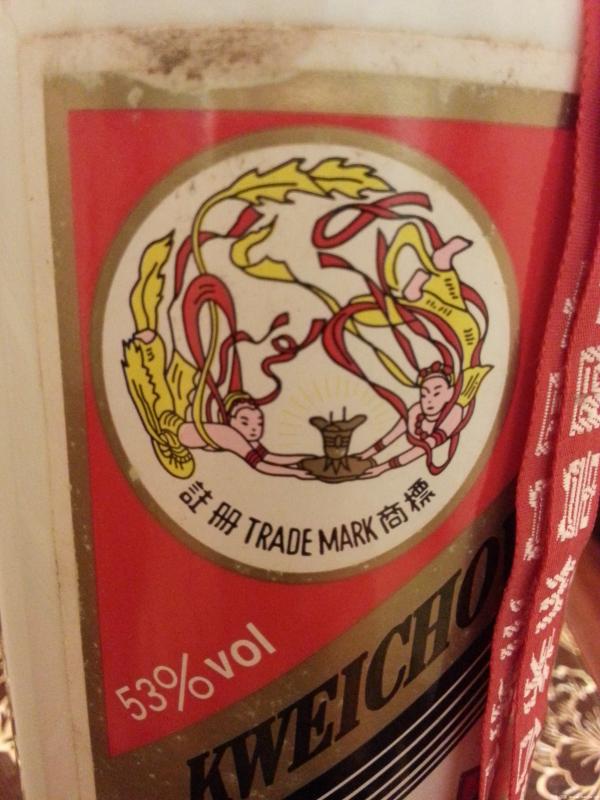 註冊 TRADE MARK 商標
53% vol
KWEICHO